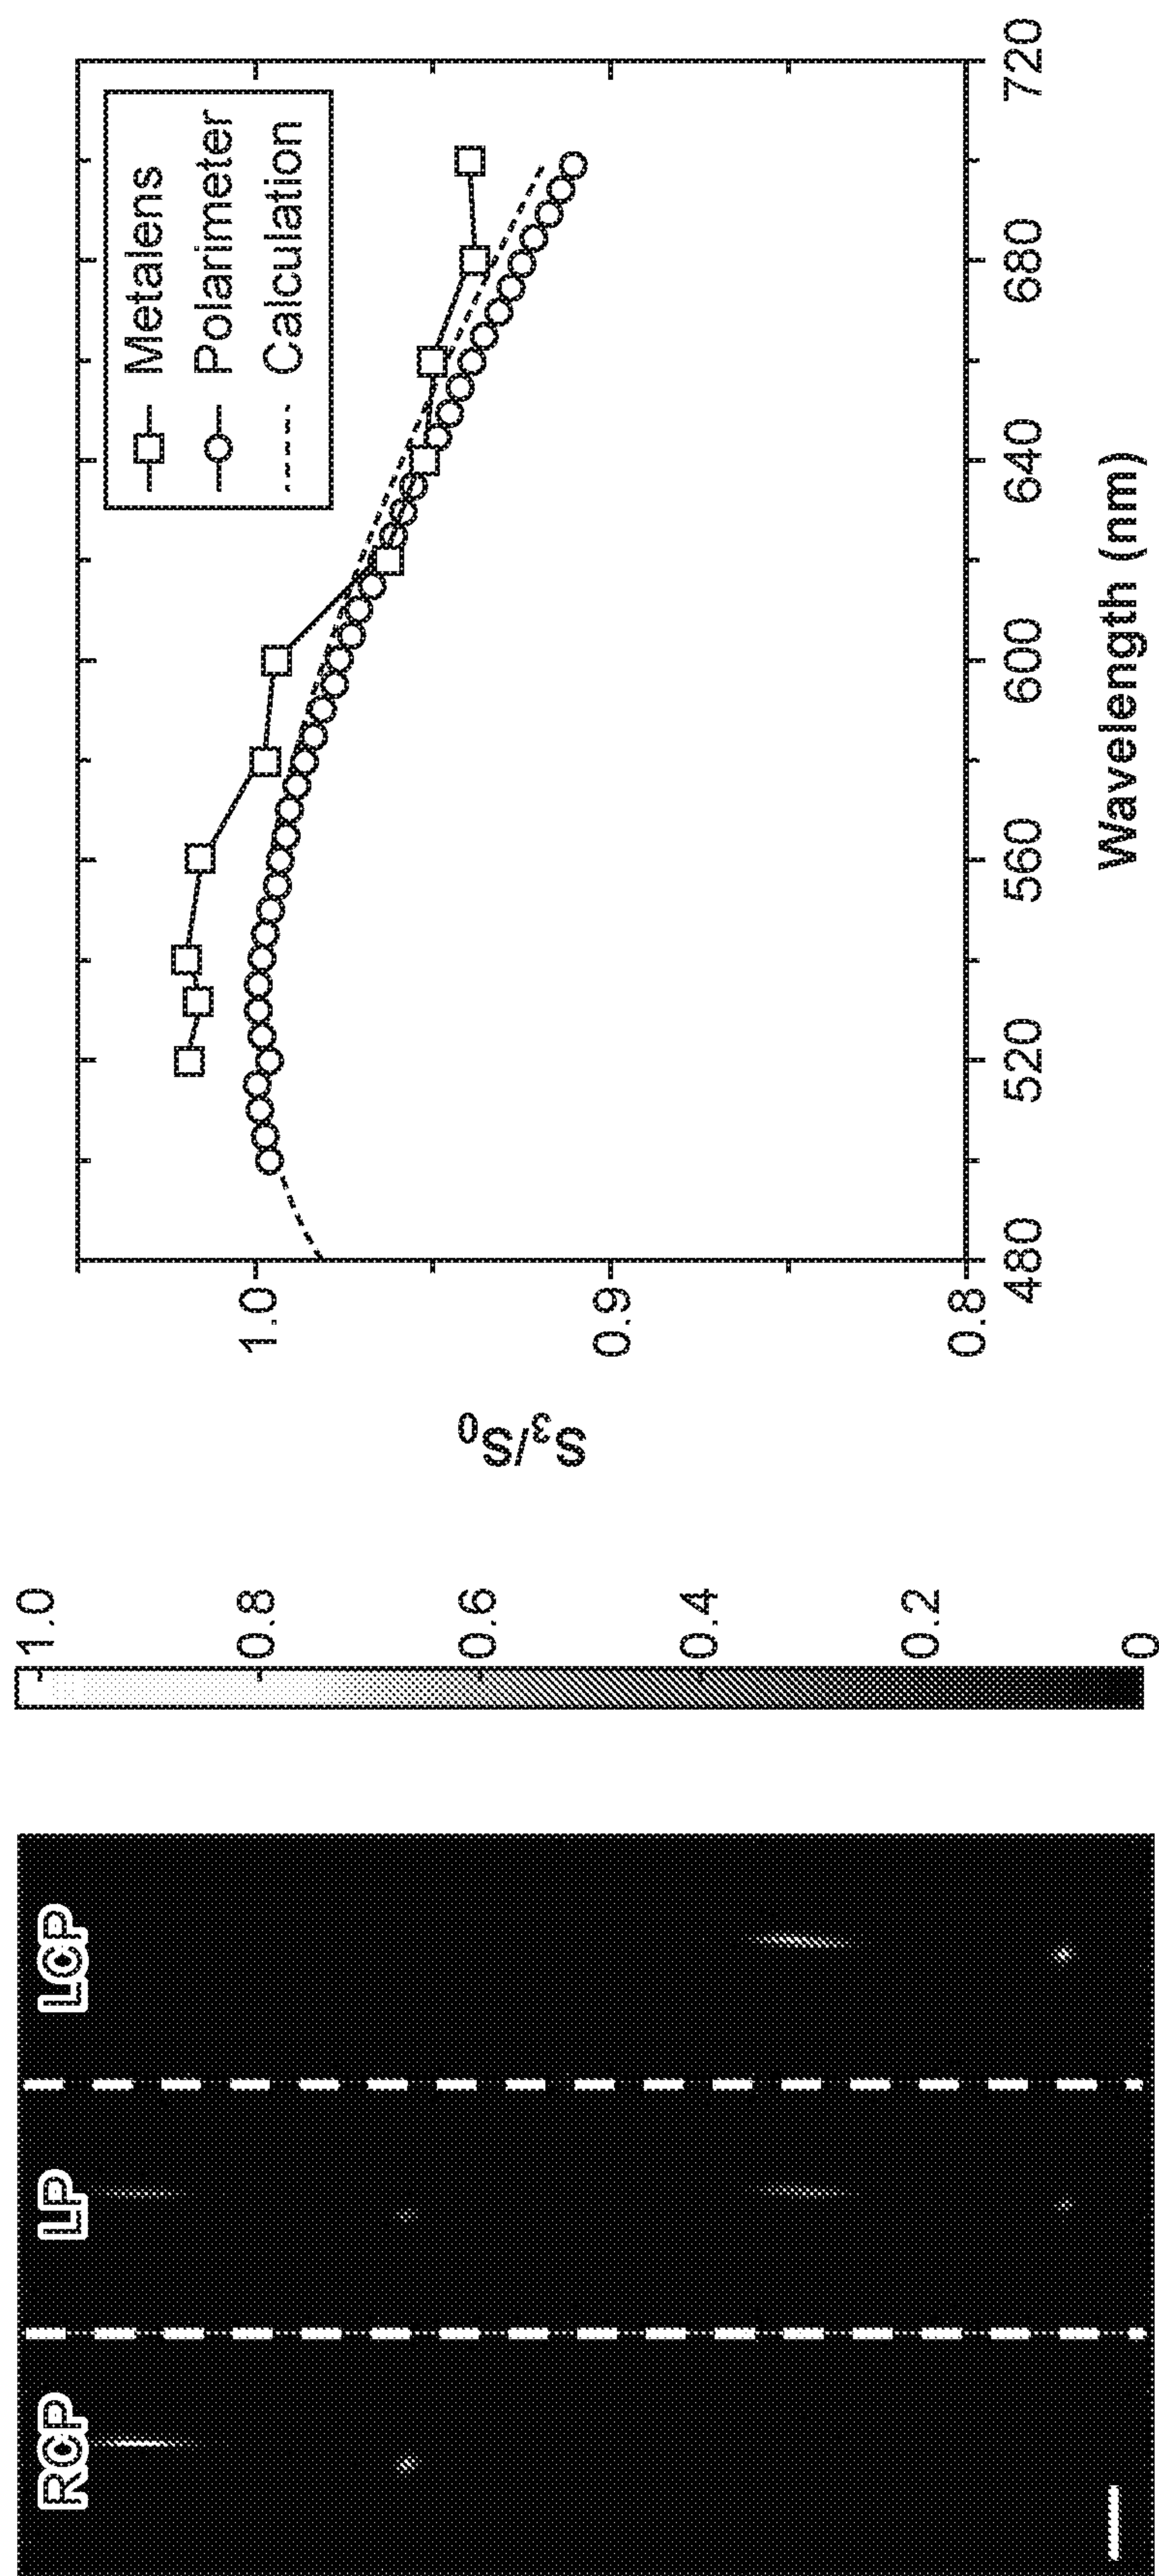 RCP
LP
LCP
1.0
0.8
0.6
0.4
0.2
0
S₃/S₀
1.0
0.9
0.8
Metalens
Polarimeter
Calculation
480 520 560 600 640 680 720
Wavelength (nm)